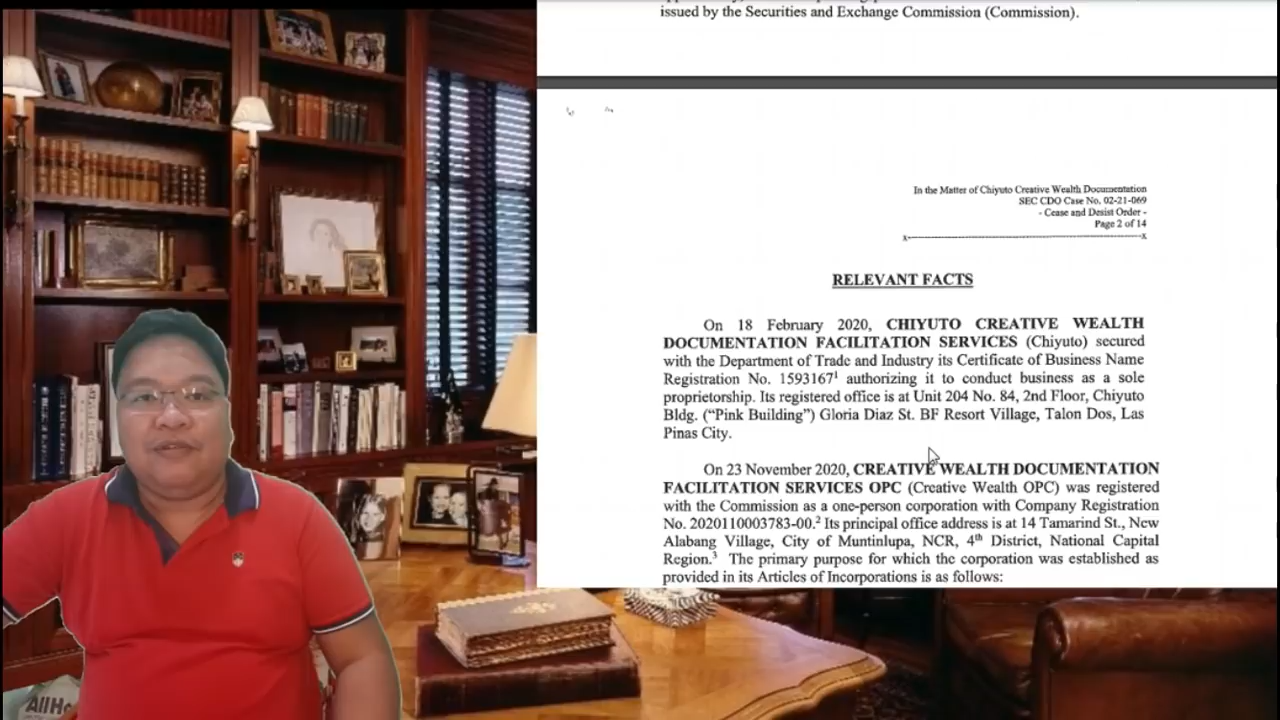 issued by the Securities and Exchange Commission (Commission).
In the Matter of Chiyuto Creative Wealth Documentation
SEC CDO Case No. 02-21-069
- Cease and Desist Order -
Page 2 of 14
x-----------------------------------------------x
RELEVANT FACTS
On 18 February 2020, CHIYUTO CREATIVE WEALTH
DOCUMENTATION FACILITATION SERVICES (Chiyuto) secured
with the Department of Trade and Industry its Certificate of Business Name
Registration No. 1593167¹ authorizing it to conduct business as a sole
proprietorship. Its registered office is at Unit 204 No. 84, 2nd Floor, Chiyuto
Bldg. (“Pink Building”) Gloria Diaz St. BF Resort Village, Talon Dos, Las
Pinas City.
On 23 November 2020, CREATIVE WEALTH DOCUMENTATION
FACILITATION SERVICES OPC (Creative Wealth OPC) was registered
with the Commission as a one-person corporation with Company Registration
No. 2020110003783-00.² Its principal office address is at 14 Tamarind St., New
Alabang Village, City of Muntinlupa, NCR, 4th District, National Capital
Region.³ The primary purpose for which the corporation was established as
provided in its Articles of Incorporations is as follows: